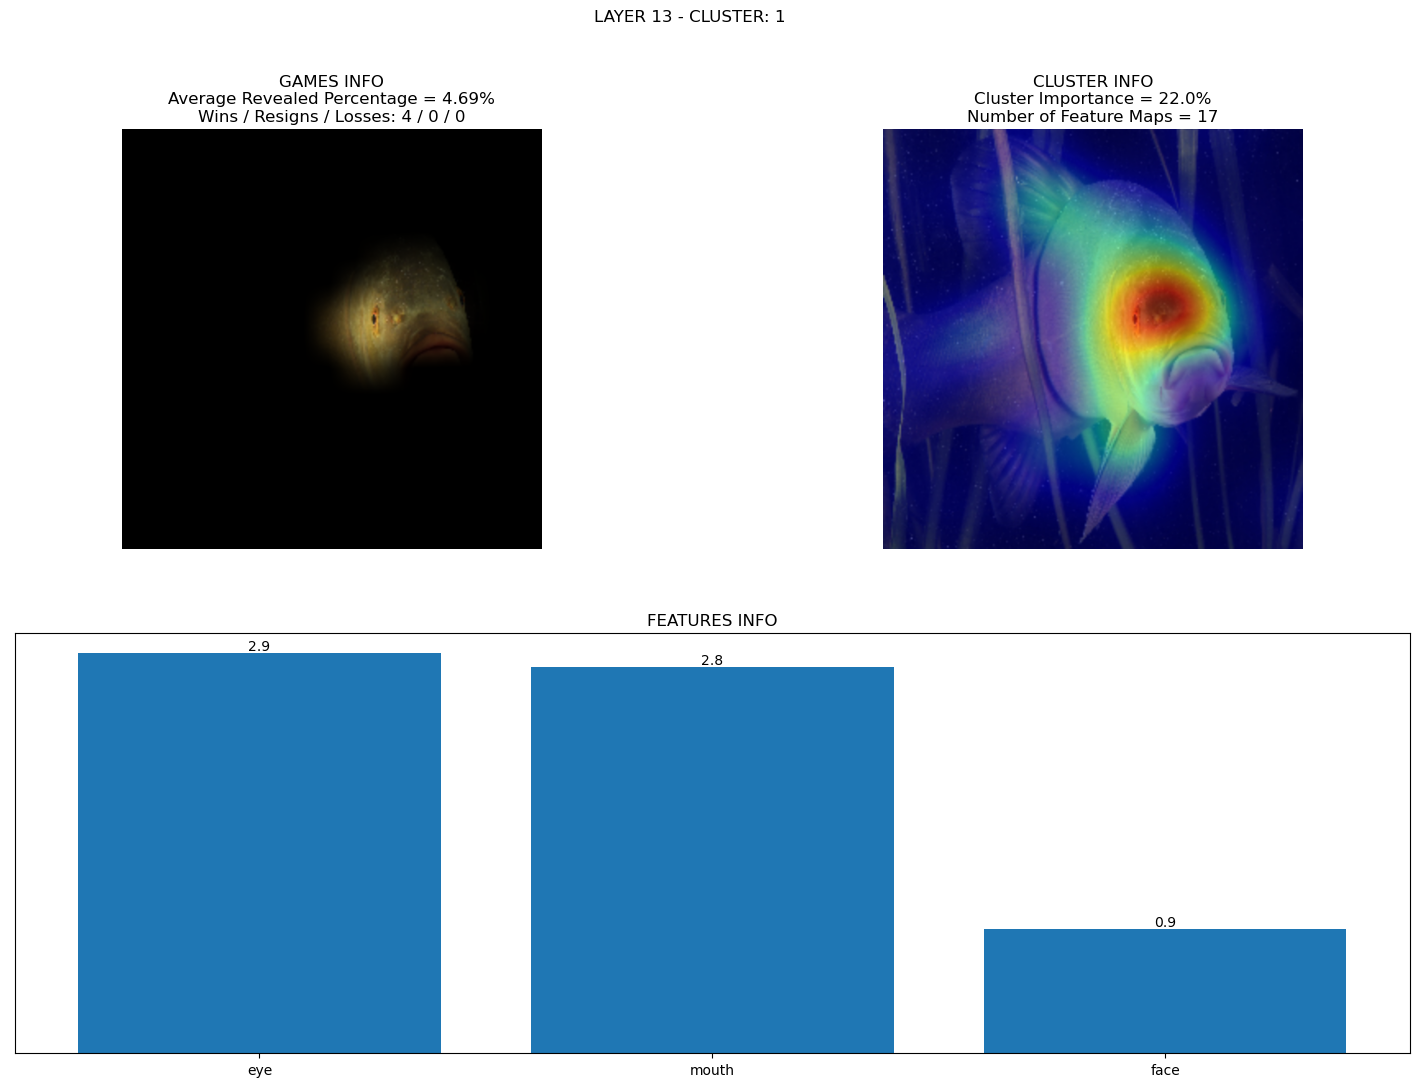 LAYER 13 - CLUSTER: 1
GAMES INFO
Average Revealed Percentage = 4.69%
Wins / Resigns / Losses: 4 / 0 / 0
CLUSTER INFO
Cluster Importance = 22.0%
Number of Feature Maps = 17
FEATURES INFO
2.9
2.8
0.9
eye
mouth
face